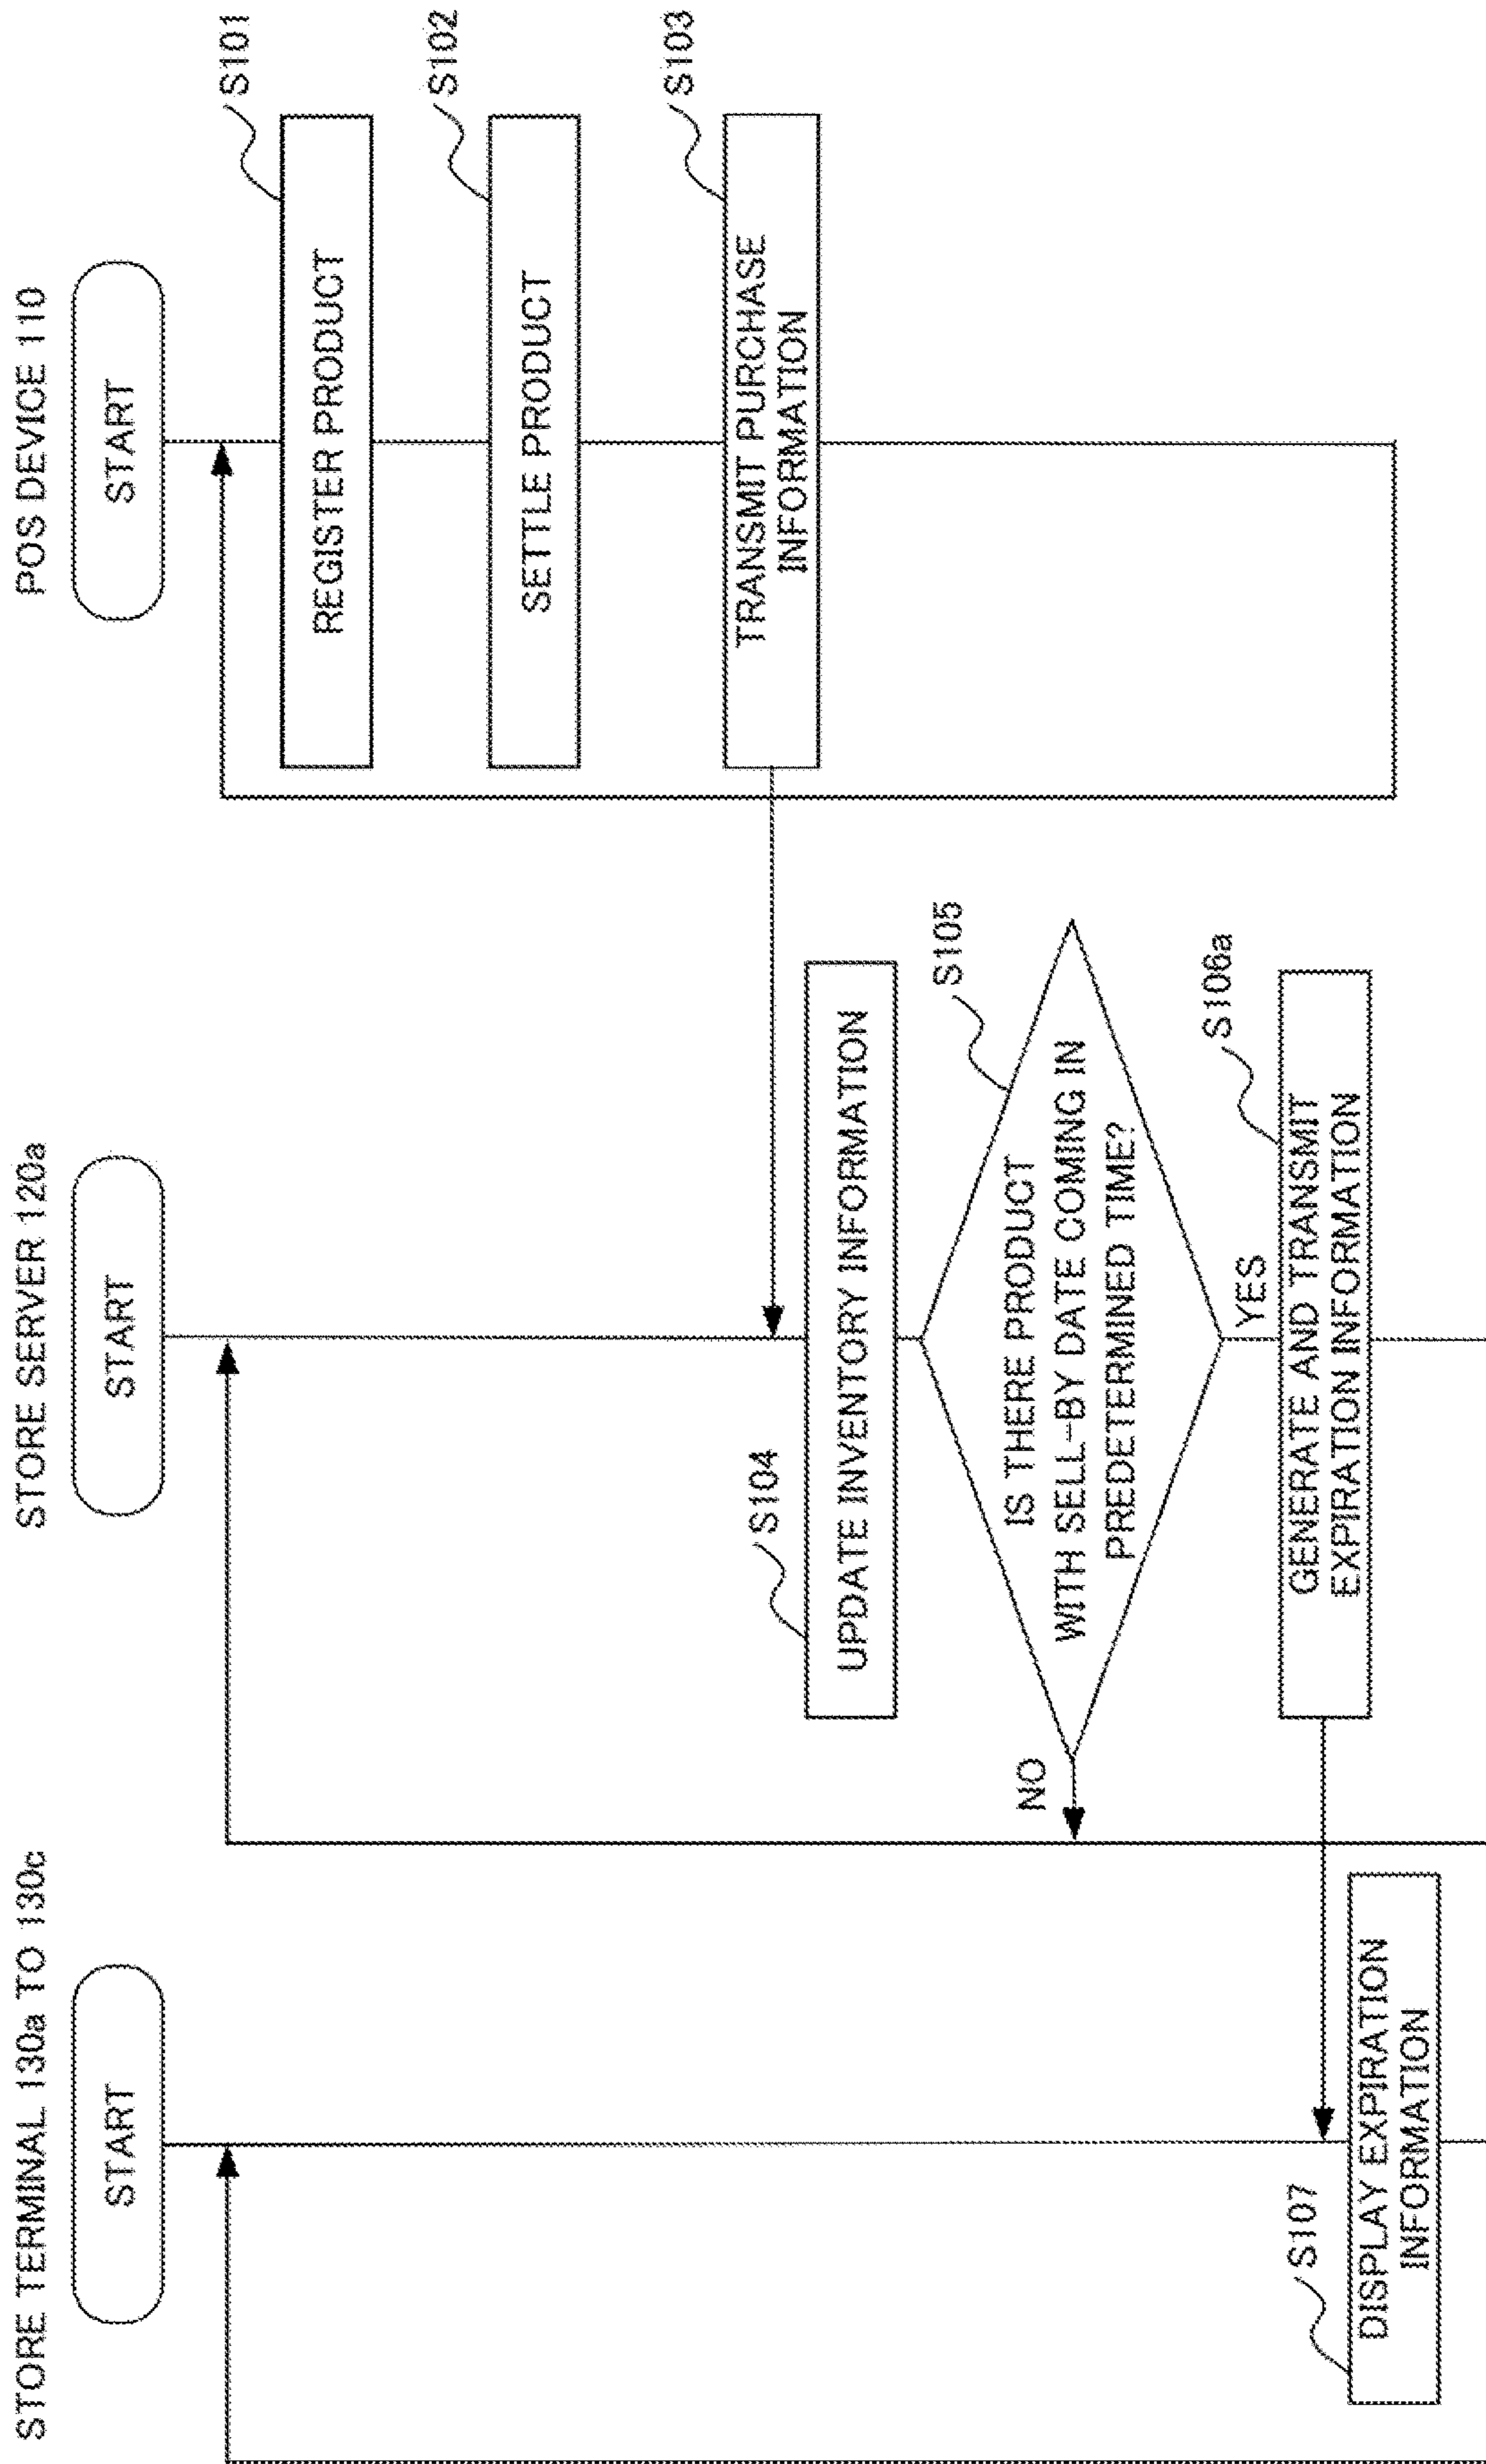 STORE TERMINAL 130a TO 130c
START
S107
DISPLAY EXPIRATION
INFORMATION
STORE SERVER 120a
START
S104
UPDATE INVENTORY INFORMATION
S105
IS THERE PRODUCT
WITH SELL-BY DATE COMING IN
PREDETERMINED TIME?
NO
YES
S106a
GENERATE AND TRANSMIT
EXPIRATION INFORMATION
POS DEVICE 110
START
S101
REGISTER PRODUCT
S102
SETTLE PRODUCT
S103
TRANSMIT PURCHASE
INFORMATION